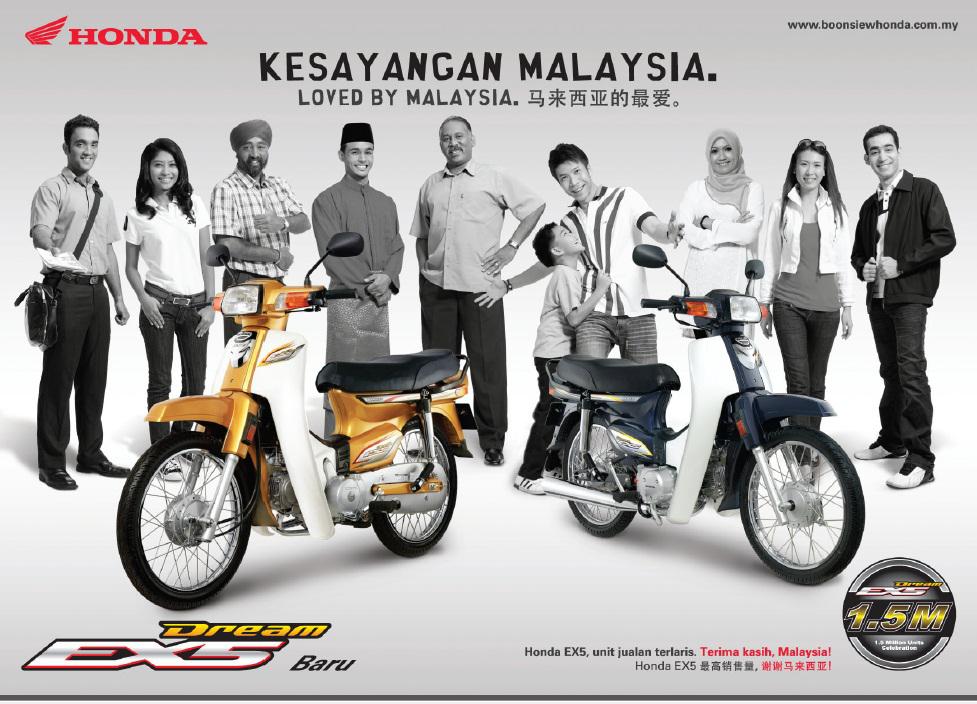 HONDA
www.boonsiewhonda.com.my
KESAYANGAN MALAYSIA.
LOVED BY MALAYSIA. 马来西亚的最爱。
Dream
EX5 Baru
Honda EX5, unit jualan terlaris. Terima kasih, Malaysia!
Honda EX5 最高销售量, 谢谢马来西亚!
Dream
EX5
1.5M
1.5 Million Units
Celebration